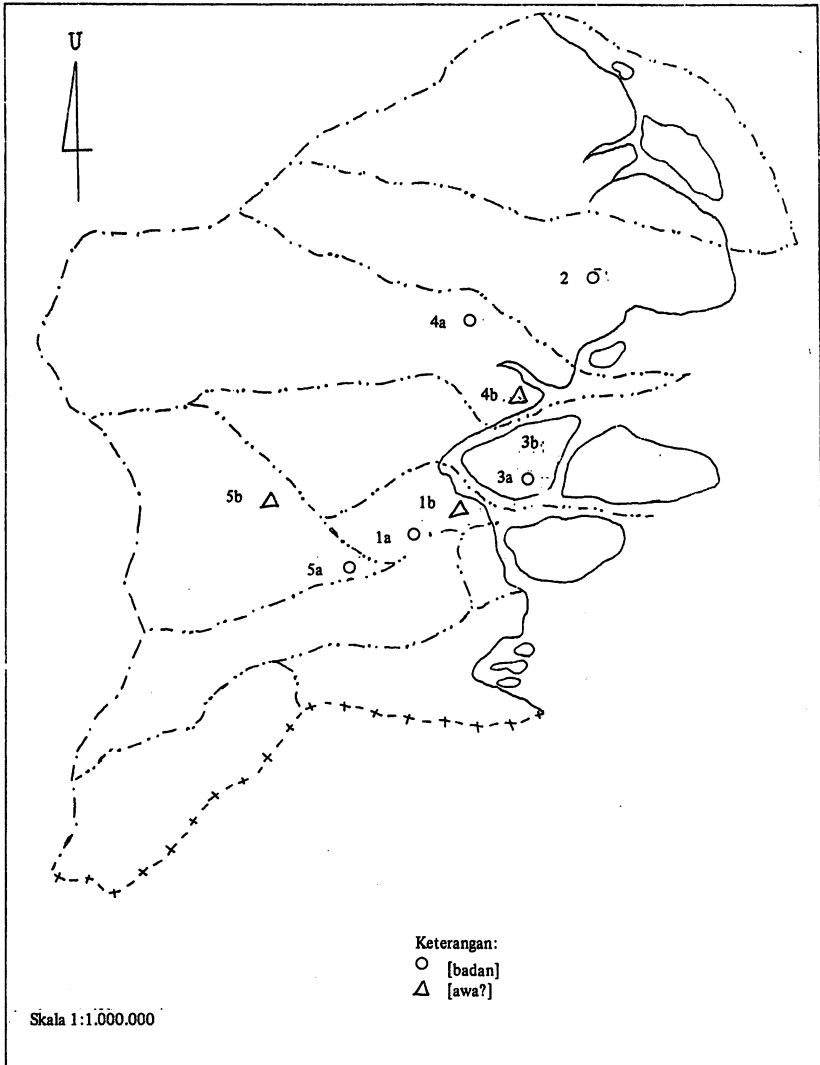 U
2
4a
4b
3b
3a
5b
1b
1a
5a
Keterangan:
[badan]
[awa?]
Skala 1:1.000.000